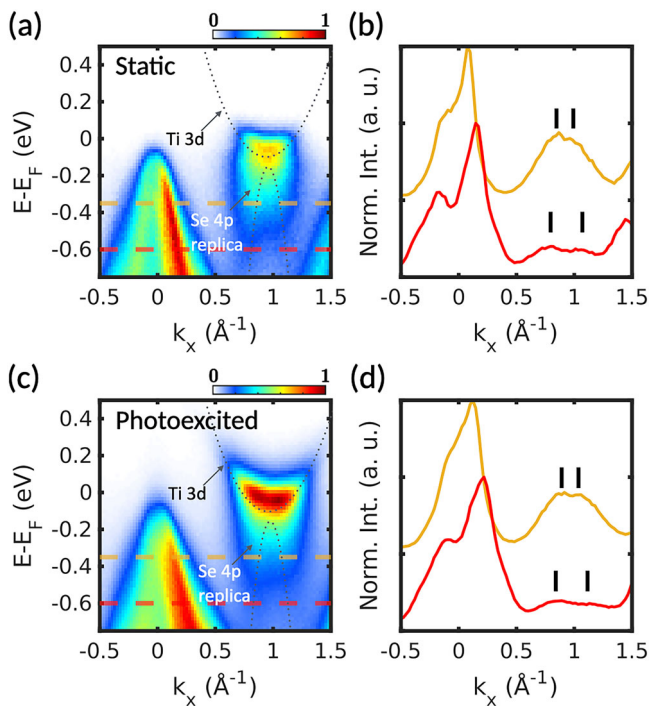 (a)
0
1
Static
Ti 3d
Se 4p
replica
0.4
0.2
0
-0.2
-0.4
-0.6
E-E_F (eV)
-0.5
0
0.5
1
1.5
k_x (Å⁻¹)
(b)
Norm. Int. (a. u.)
-0.5
0
0.5
1
1.5
k_x (Å⁻¹)
(c)
0
1
Photoexcited
Ti 3d
Se 4p
replica
0.4
0.2
0
-0.2
-0.4
-0.6
E-E_F (eV)
-0.5
0
0.5
1
1.5
k_x (Å⁻¹)
(d)
Norm. Int. (a. u.)
-0.5
0
0.5
1
1.5
k_x (Å⁻¹)